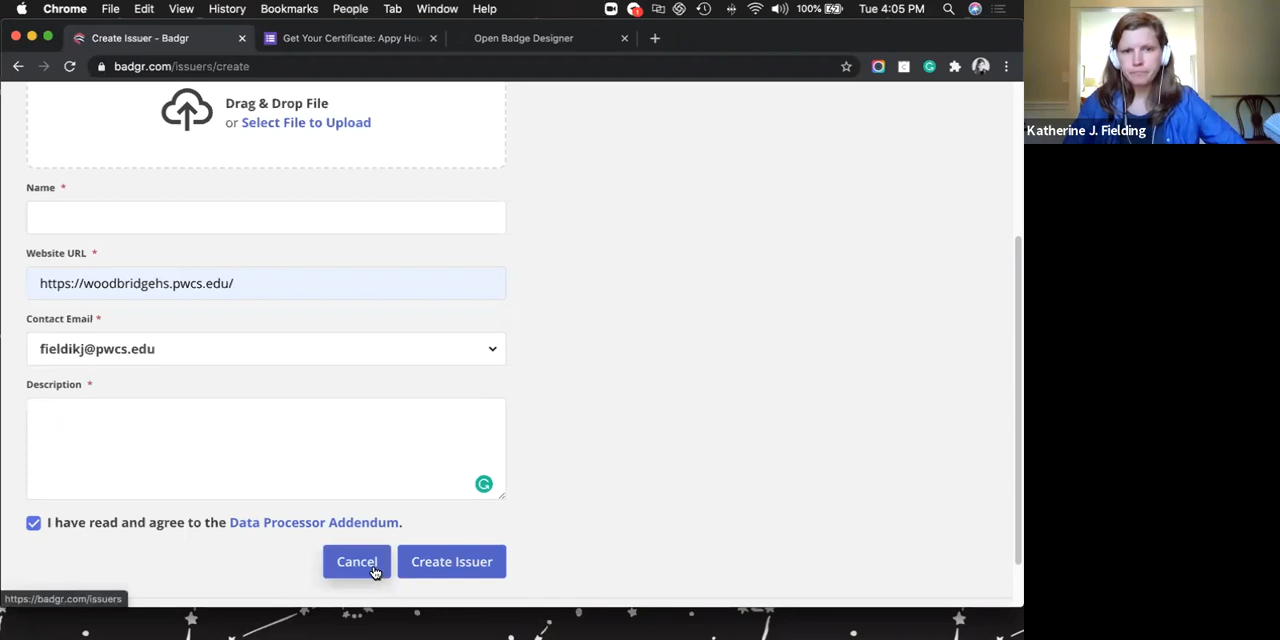 Chrome File Edit View History Bookmarks People Tab Window Help 1 100% Tue 4:05 PM
Create Issuer - Badgr Get Your Certificate: Appy Hou Open Badge Designer
badgr.com/issuers/create
Drag & Drop File
or Select File to Upload
Name *
Website URL *
https://woodbridgehs.pwcs.edu/
Contact Email *
fieldikj@pwcs.edu
Description *
I have read and agree to the Data Processor Addendum.
Cancel Create Issuer
https://badgr.com/issuers
Katherine J. Fielding